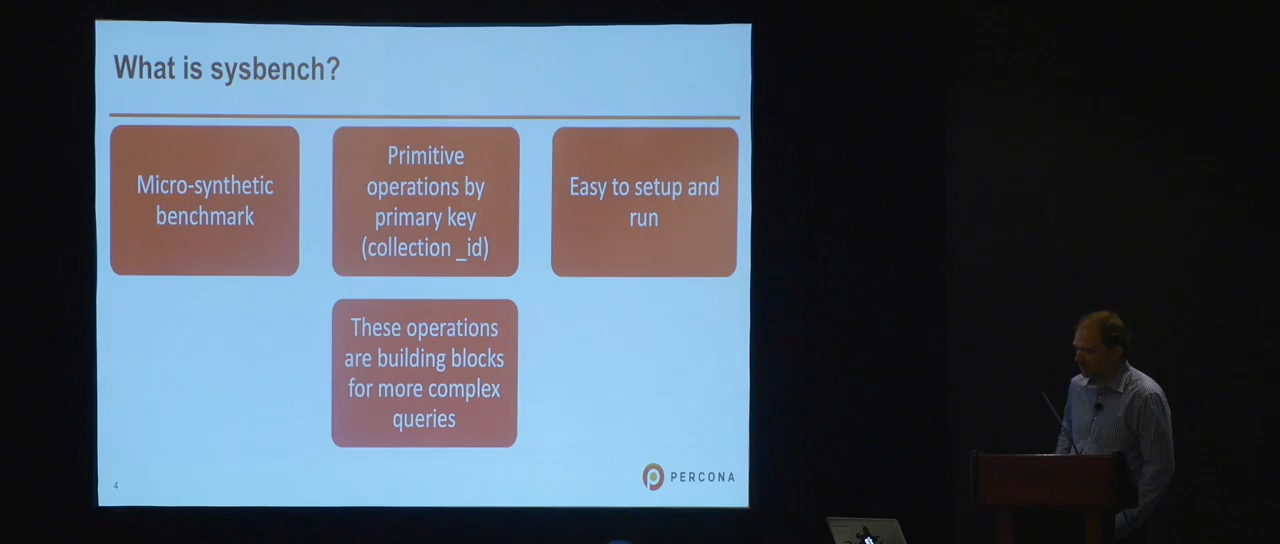 What is sysbench?
Micro-synthetic
benchmark
Primitive
operations by
primary key
(collection _id)
Easy to setup and
run
These operations
are building blocks
for more complex
queries
4
PERCONA